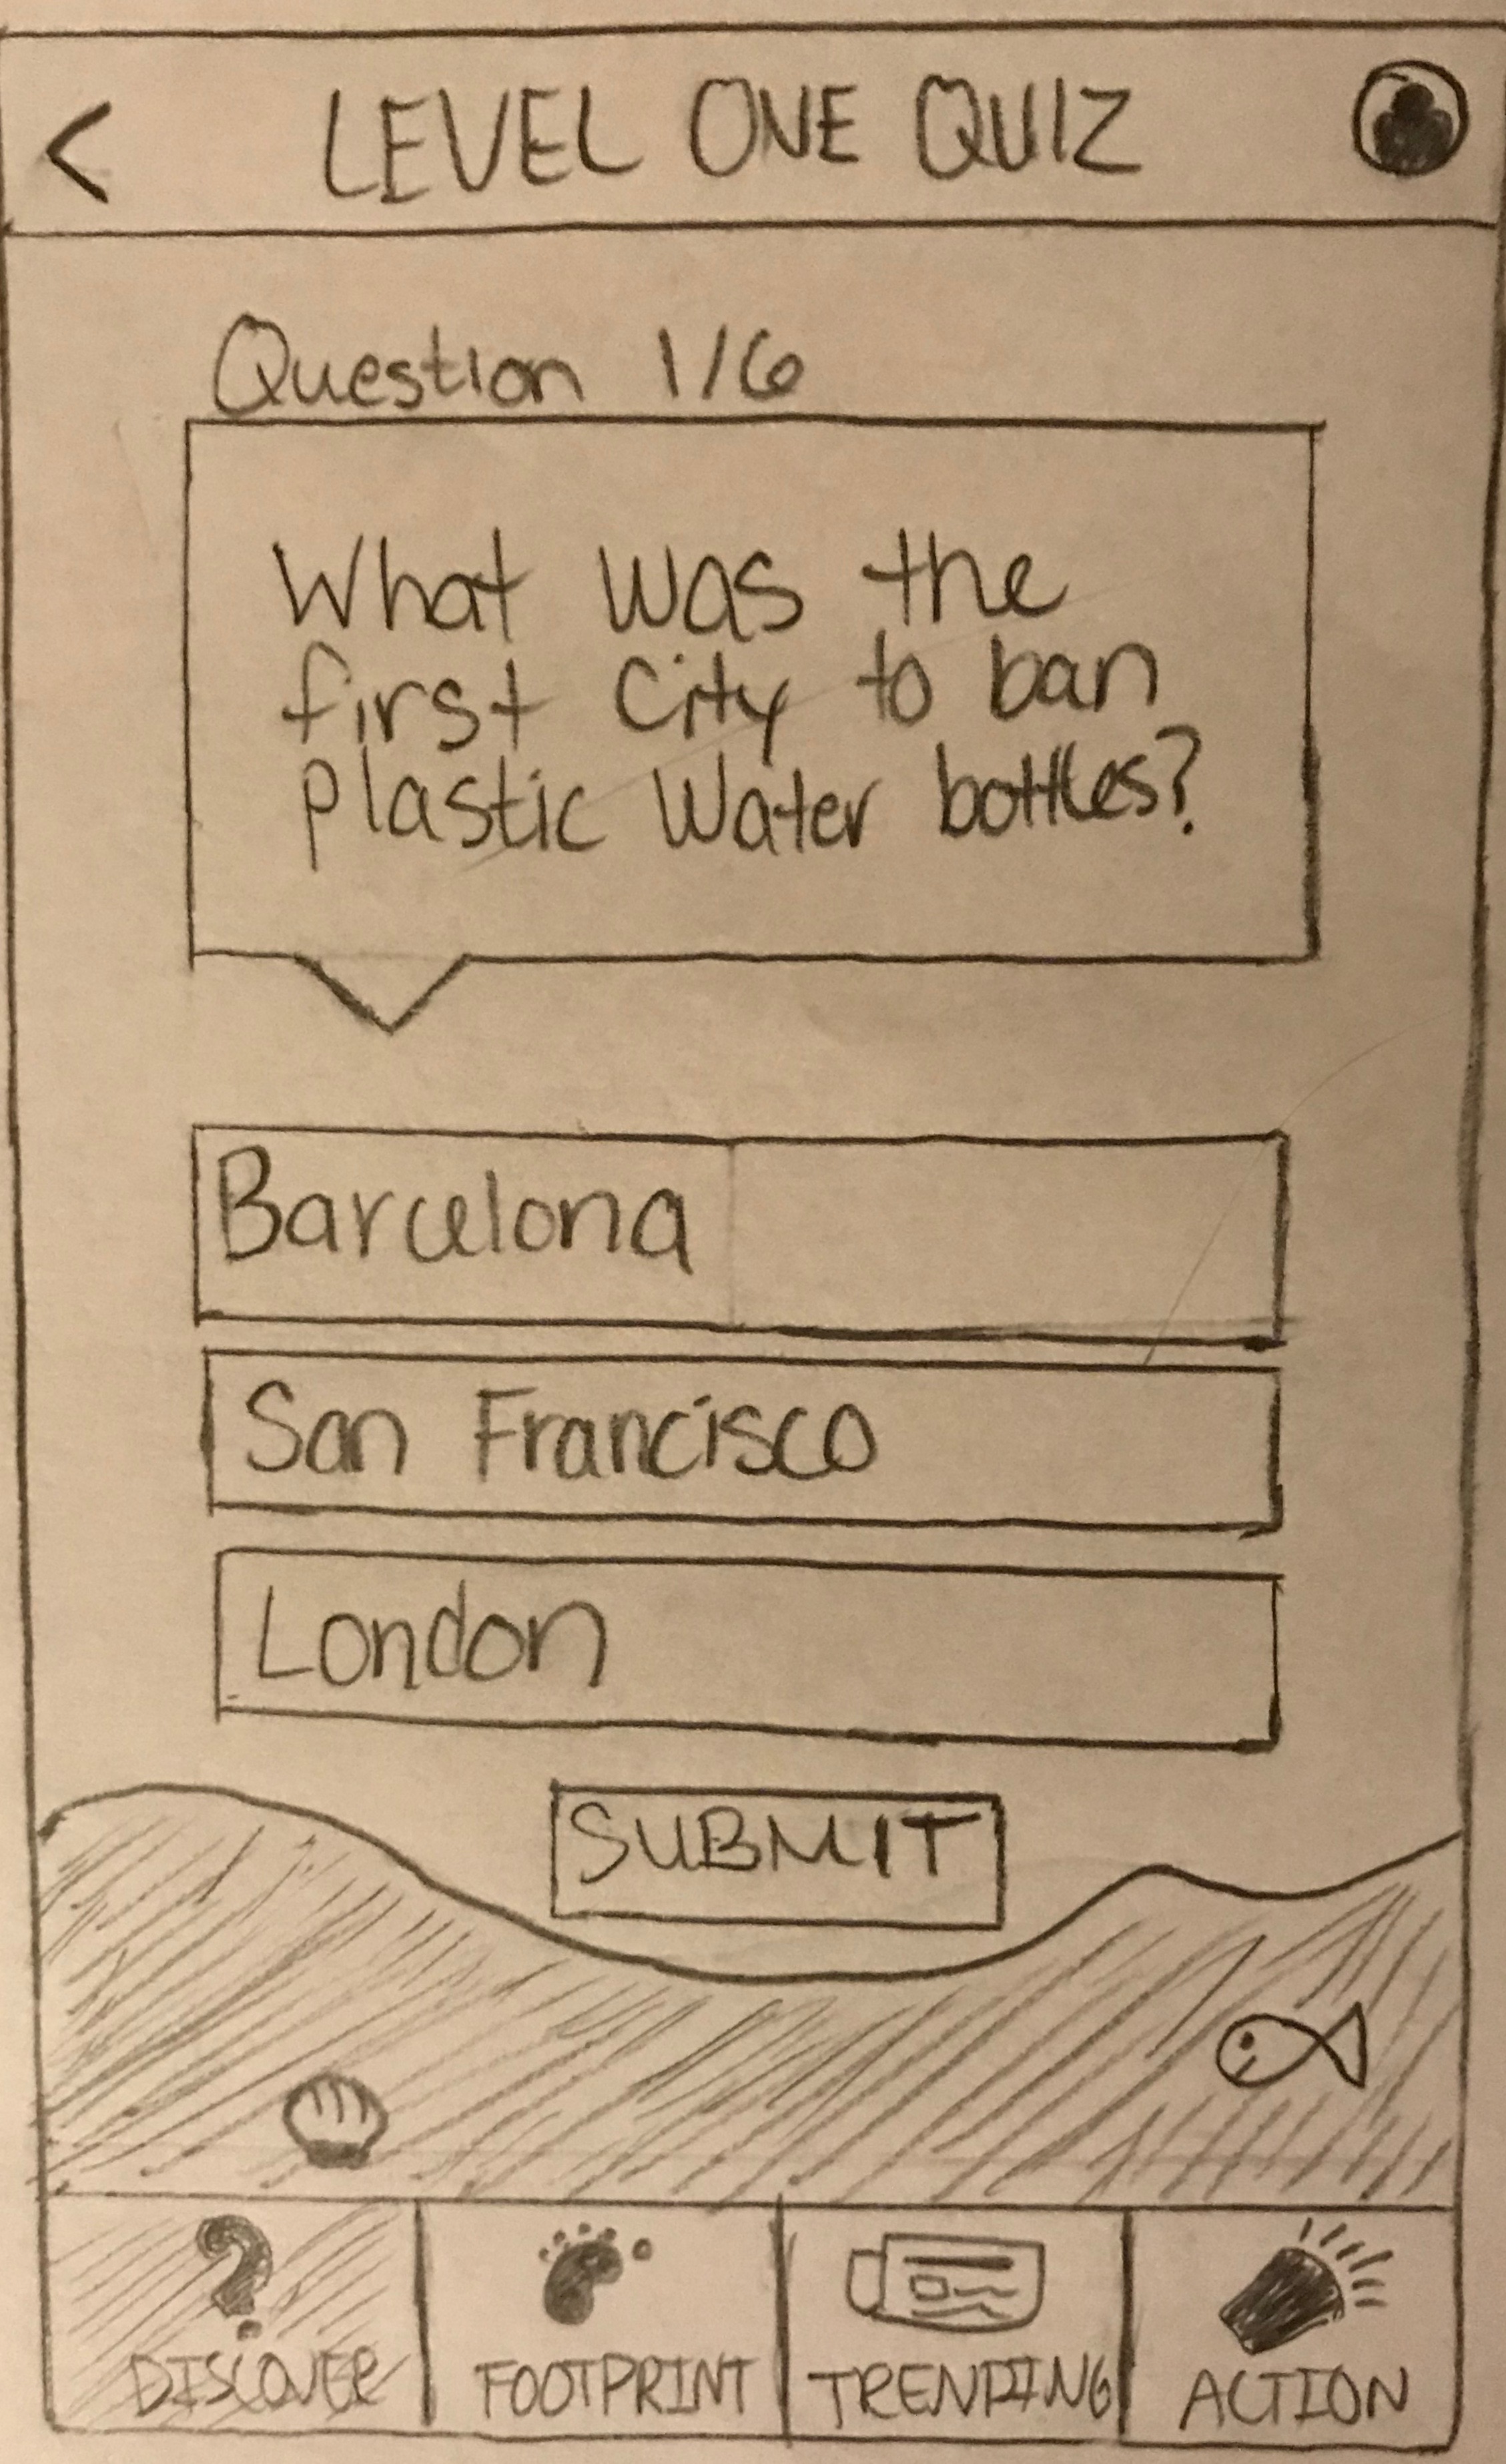 < LEVEL ONE QUIZ
Question 1/6
What was the
first City to ban
plastic Water bottles?
Barcelona
San Francisco
London
SUBMIT
?
DISCOVER FOOTPRINT TRENDING ACTION